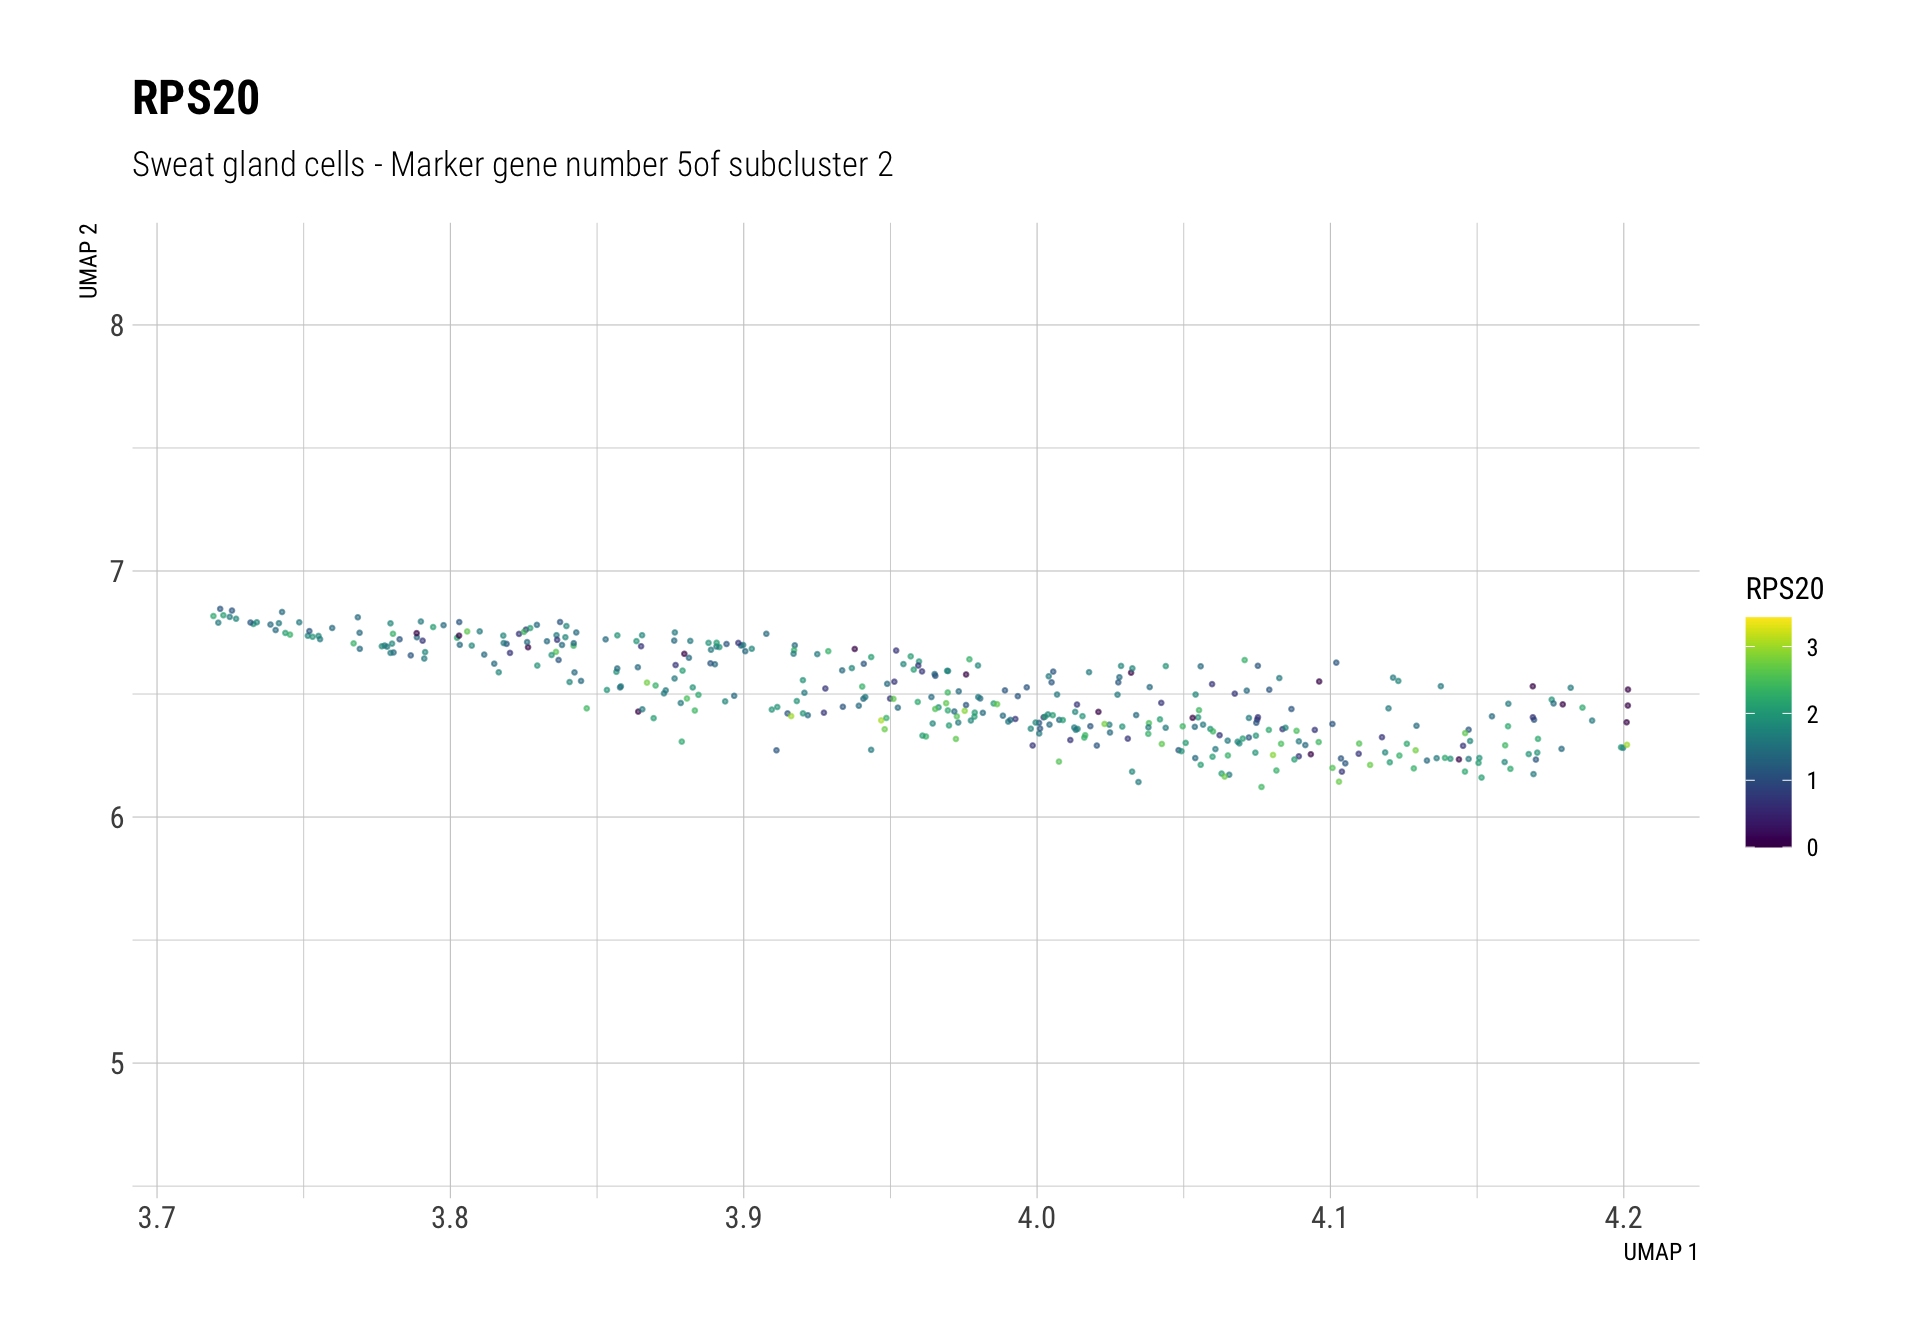 RPS20
Sweat gland cells - Marker gene number 5of subcluster 2
UMAP 2
8
7
6
5
3.7 3.8 3.9 4.0 4.1 4.2
UMAP 1
RPS20
3
2
1
0